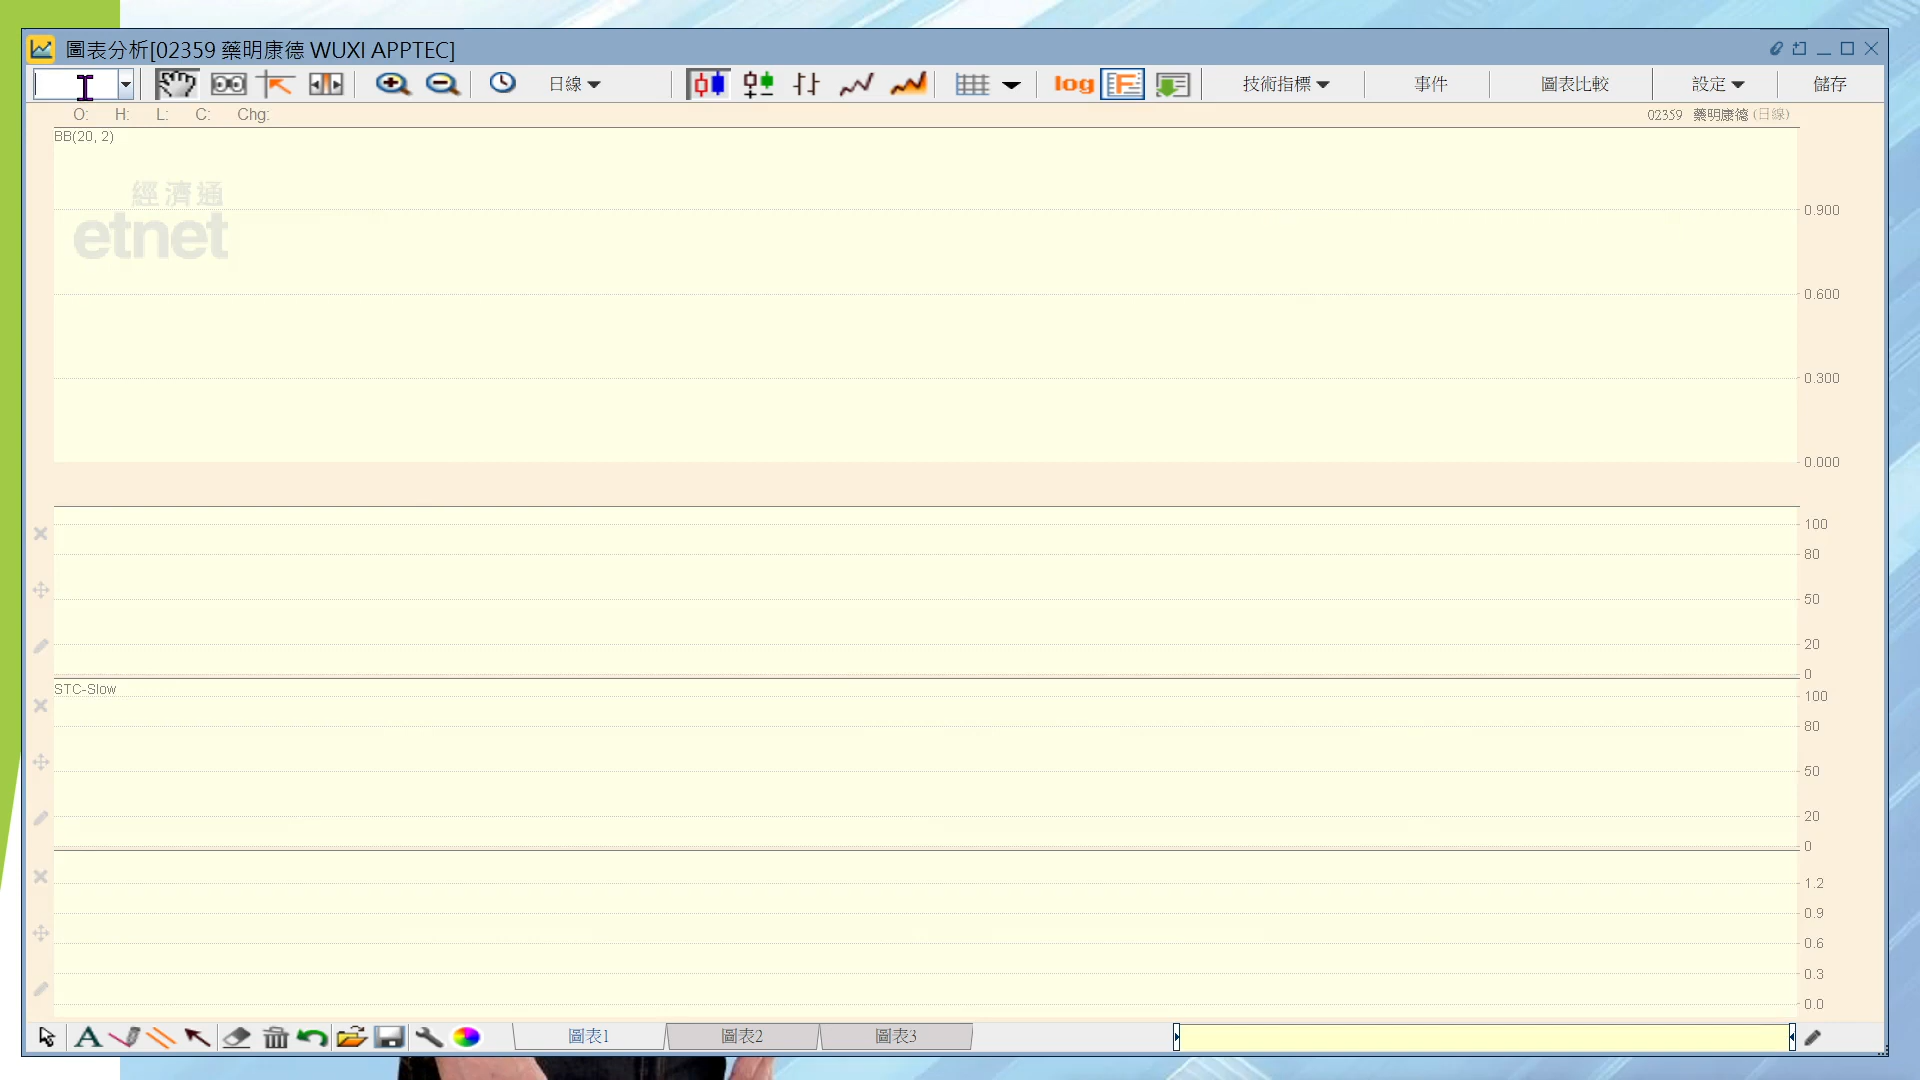 圖表分析[02359 藥明康德 WUXI APPTEC]
日線
log
技術指標
事件
圖表比較
設定
儲存
O: H: L: C: Chg:
02359 藥明康德 (日線)
BB(20, 2)
經濟通
etnet
0.900
0.600
0.300
0.000
100
80
50
20
0
STC-Slow
100
80
50
20
0
1.2
0.9
0.6
0.3
0.0
圖表1
圖表2
圖表3